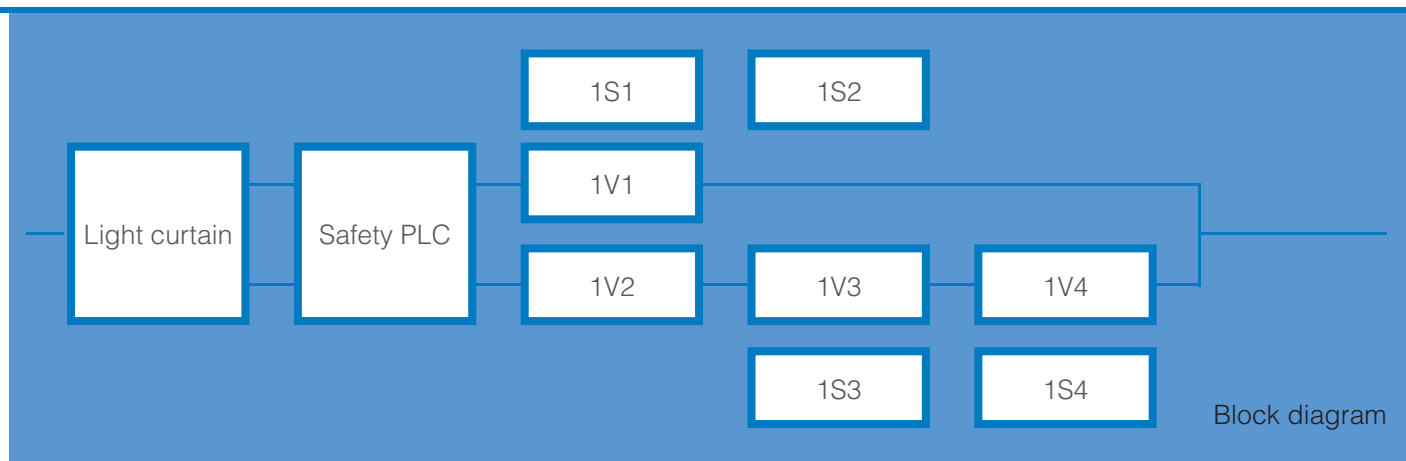 1S1
1S2
Light curtain
Safety PLC
1V1
1V2
1V3
1V4
1S3
1S4
Block diagram